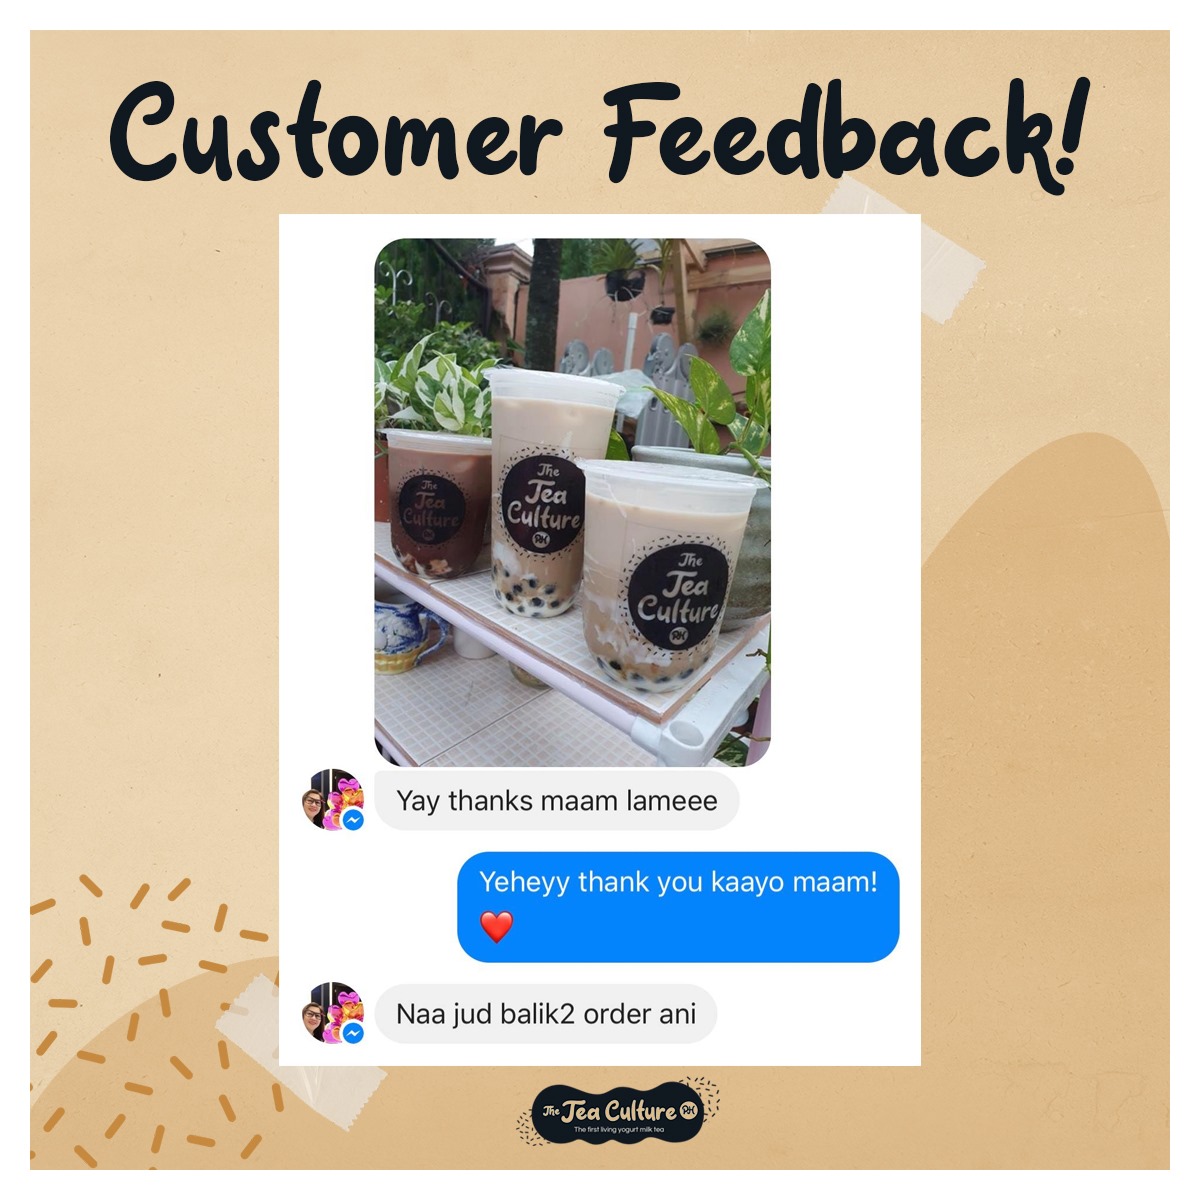 Customer Feedback!
The
Tea
Culture
PH
The
Tea
Culture
PH
The
Tea
Culture
PH
Yay thanks maam lameee
Yeheyy thank you kaayo maam!
❤️
Naa jud balik2 order ani
The Tea Culture PH
The first living yogurt milk tea